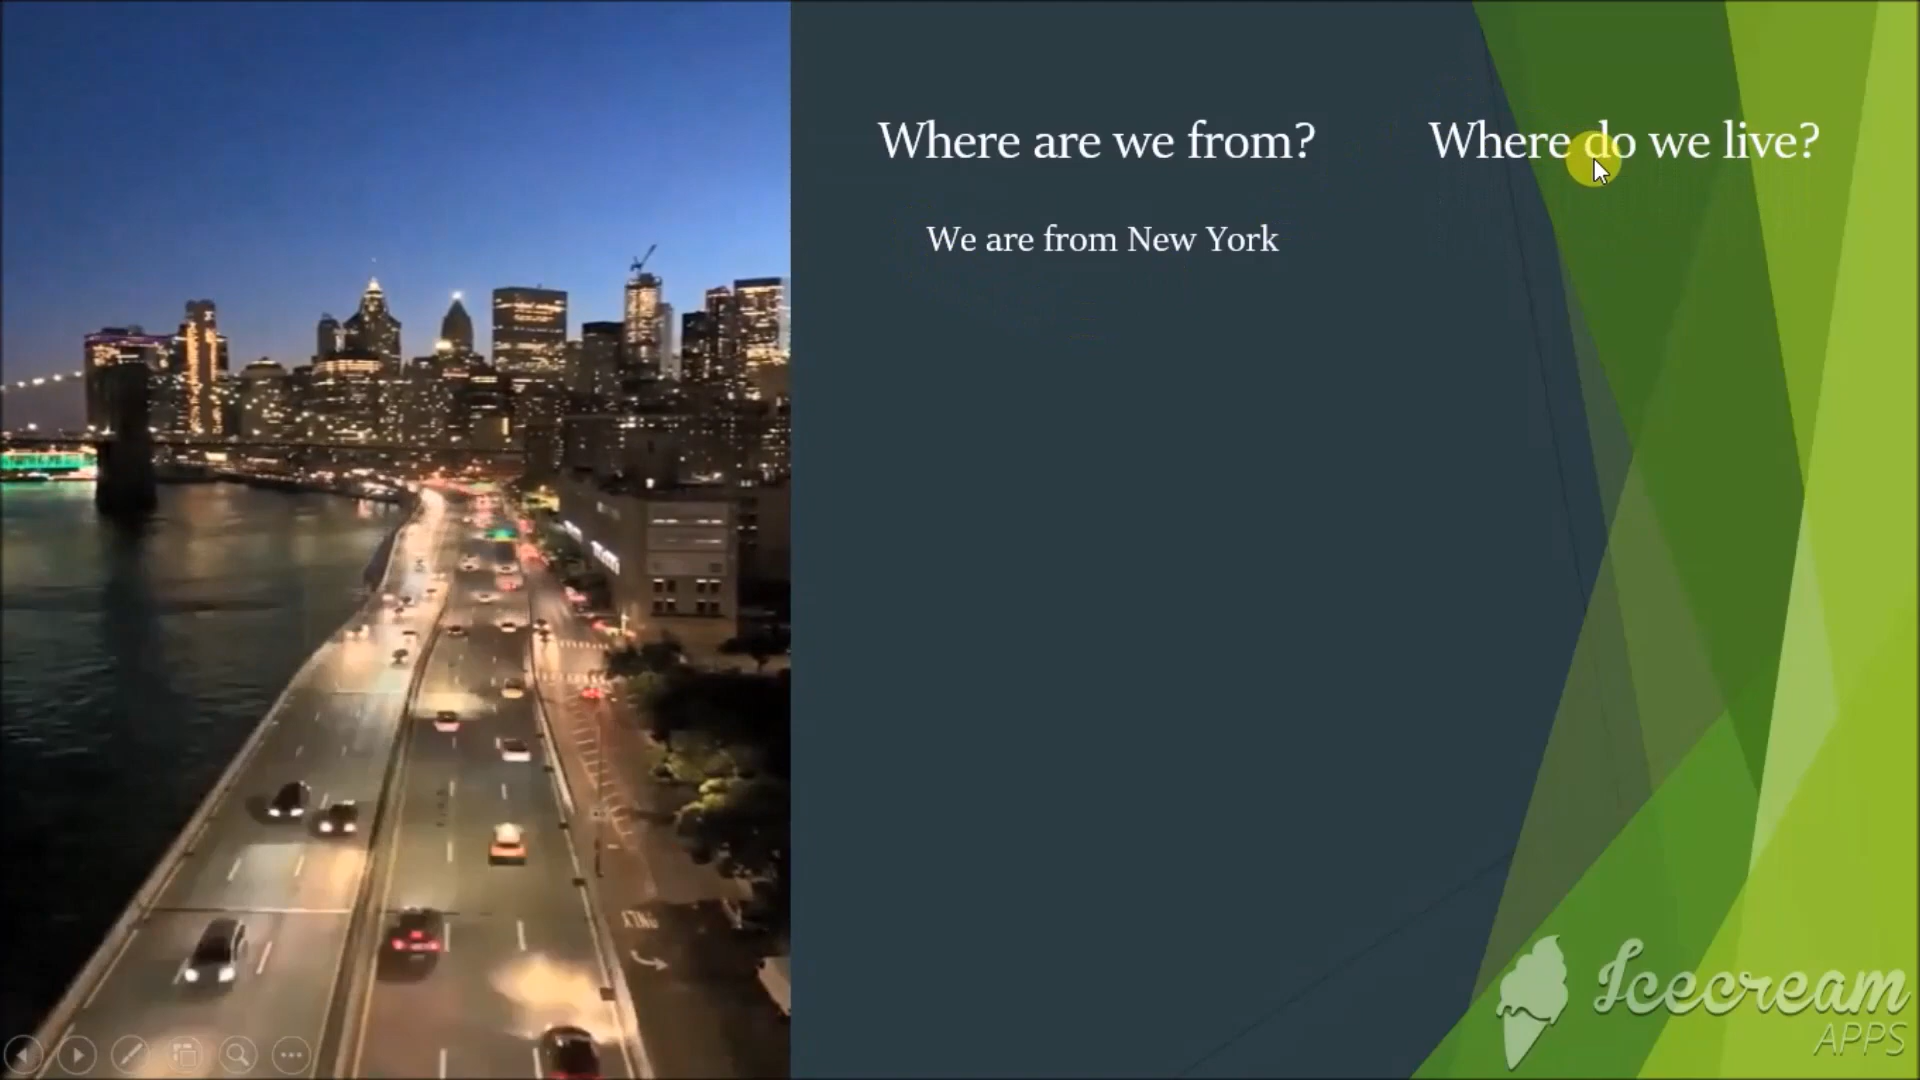 Where are we from?
Where do we live?
We are from New York
Icecream
APPS